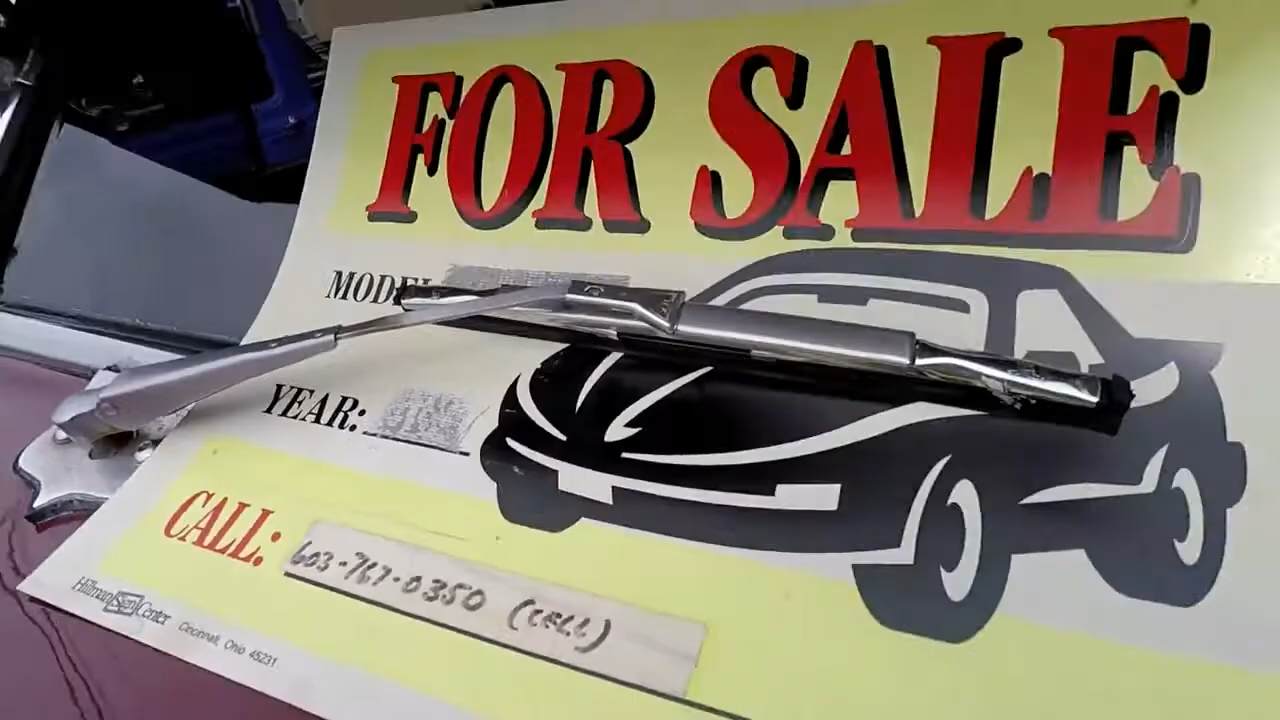 FOR SALE
MODEL
YEAR:
CALL: 603-767-0350 (CELL)
Hillman Sign Center Cincinnati, Ohio 45231